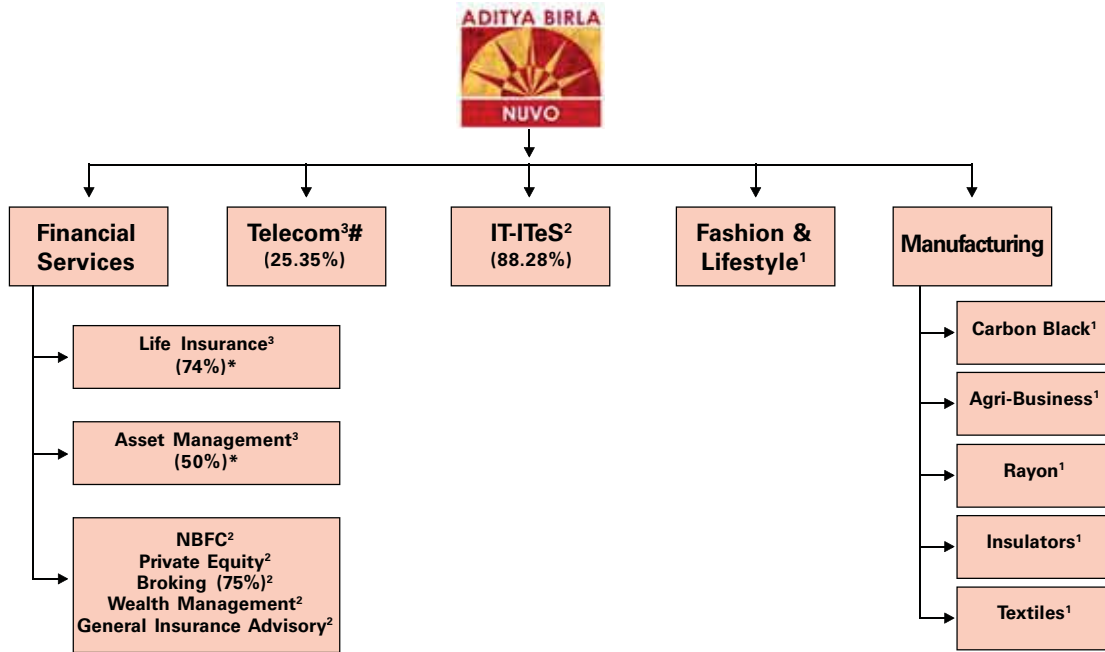 ADITYA BIRLA
NUVO
Financial
Services
Telecom³#
(25.35%)
IT-ITeS²
(88.28%)
Fashion &
Lifestyle¹
Manufacturing
Life Insurance³
(74%)*
Asset Management³
(50%)*
NBFC²
Private Equity²
Broking (75%)²
Wealth Management²
General Insurance Advisory²
Carbon Black¹
Agri-Business¹
Rayon¹
Insulators¹
Textiles¹